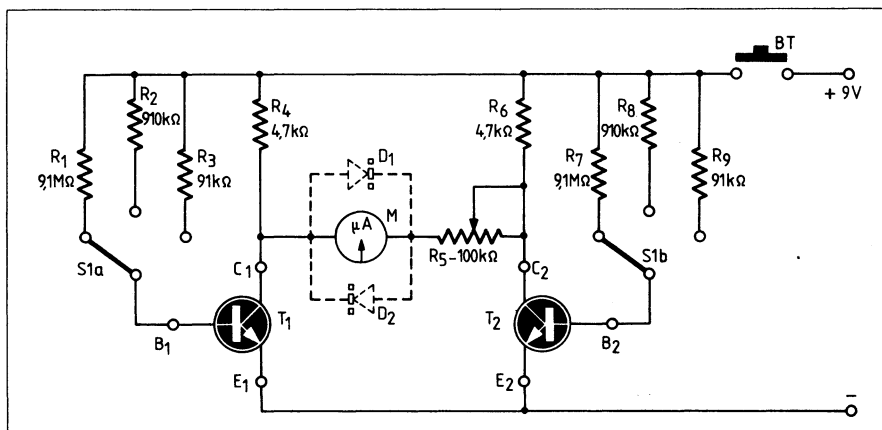 BT
+ 9V
R1
9,1MΩ
R2
910kΩ
R3
91kΩ
R4
4,7kΩ
R6
4,7kΩ
R7
9,1MΩ
R8
910kΩ
R9
91kΩ
D1
μA
M
R5-100kΩ
S1a
S1b
C1
C2
D2
T1
T2
B1
B2
E1
E2
–